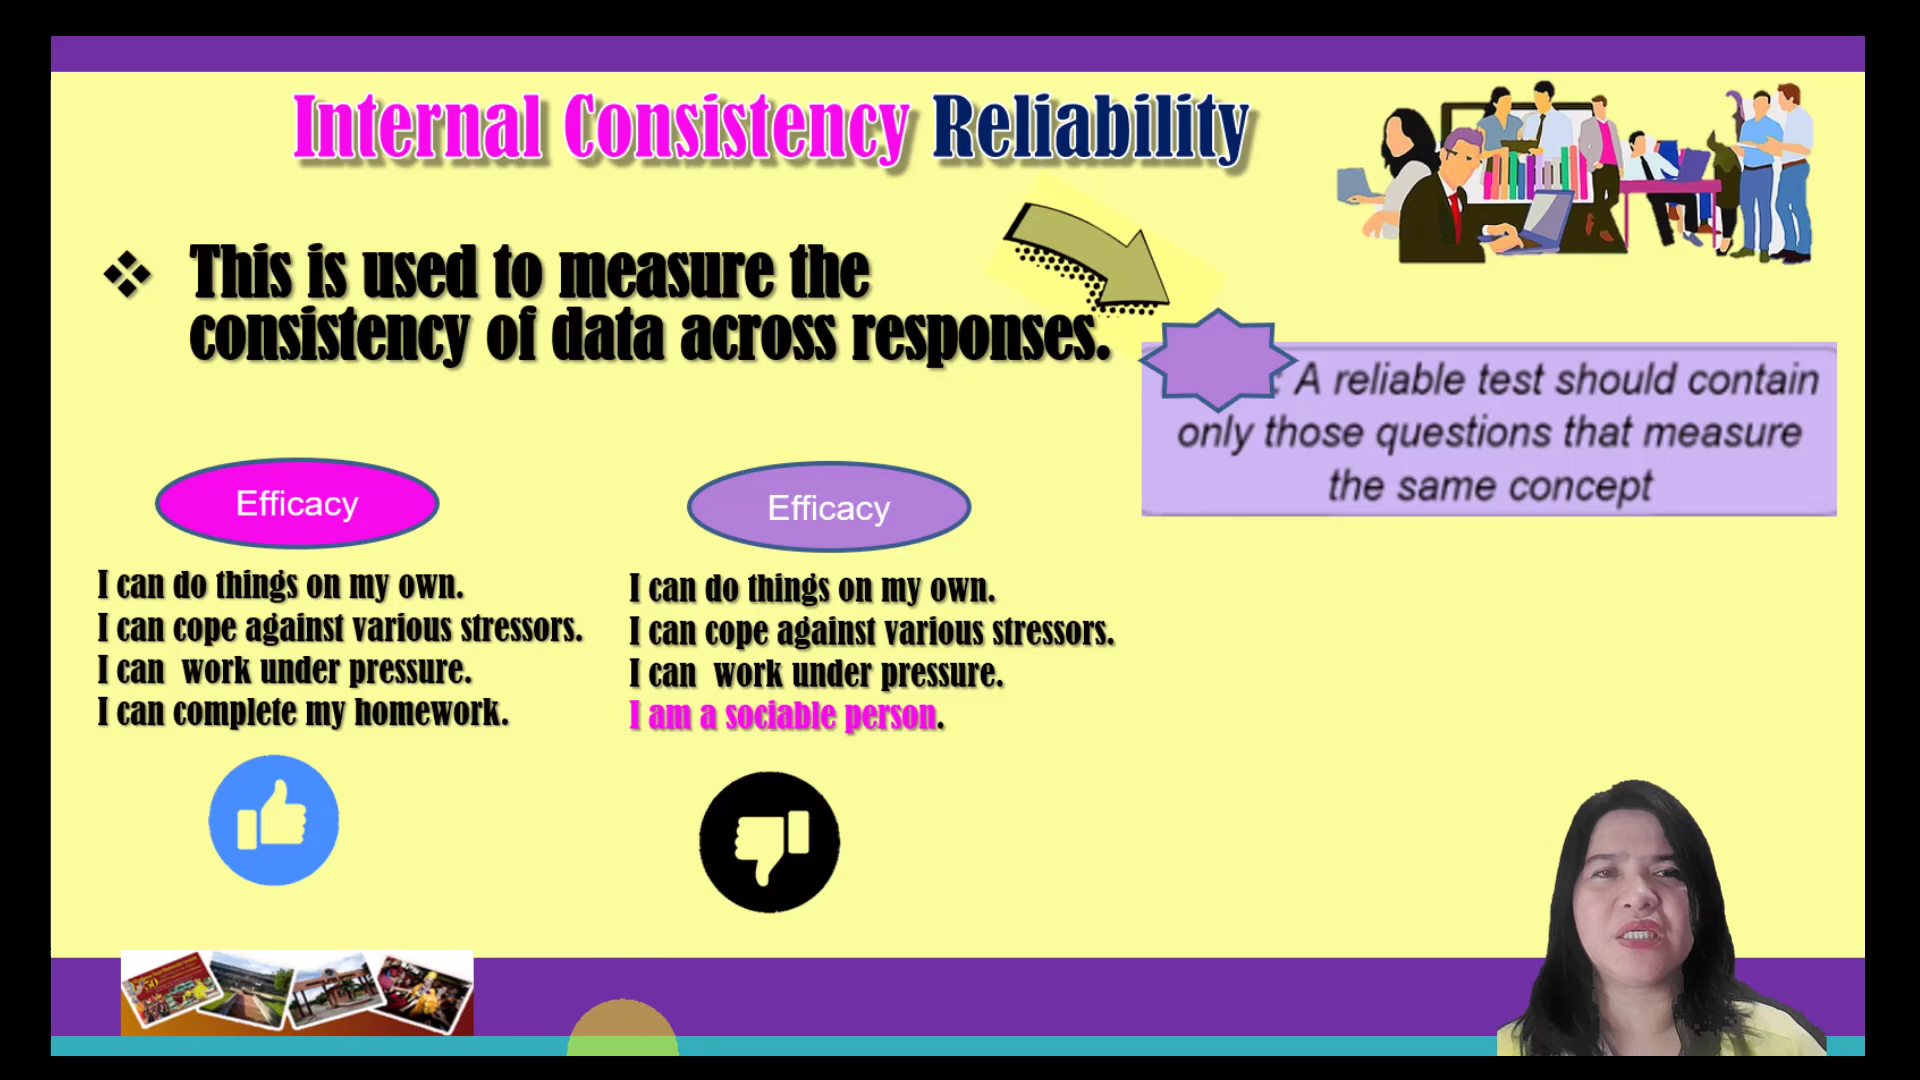 Internal Consistency Reliability
This is used to measure the
consistency of data across responses.
: A reliable test should contain
only those questions that measure
the same concept
Efficacy
I can do things on my own.
I can cope against various stressors.
I can  work under pressure.
I can complete my homework.
Efficacy
I can do things on my own.
I can cope against various stressors.
I can  work under pressure.
I am a sociable person.